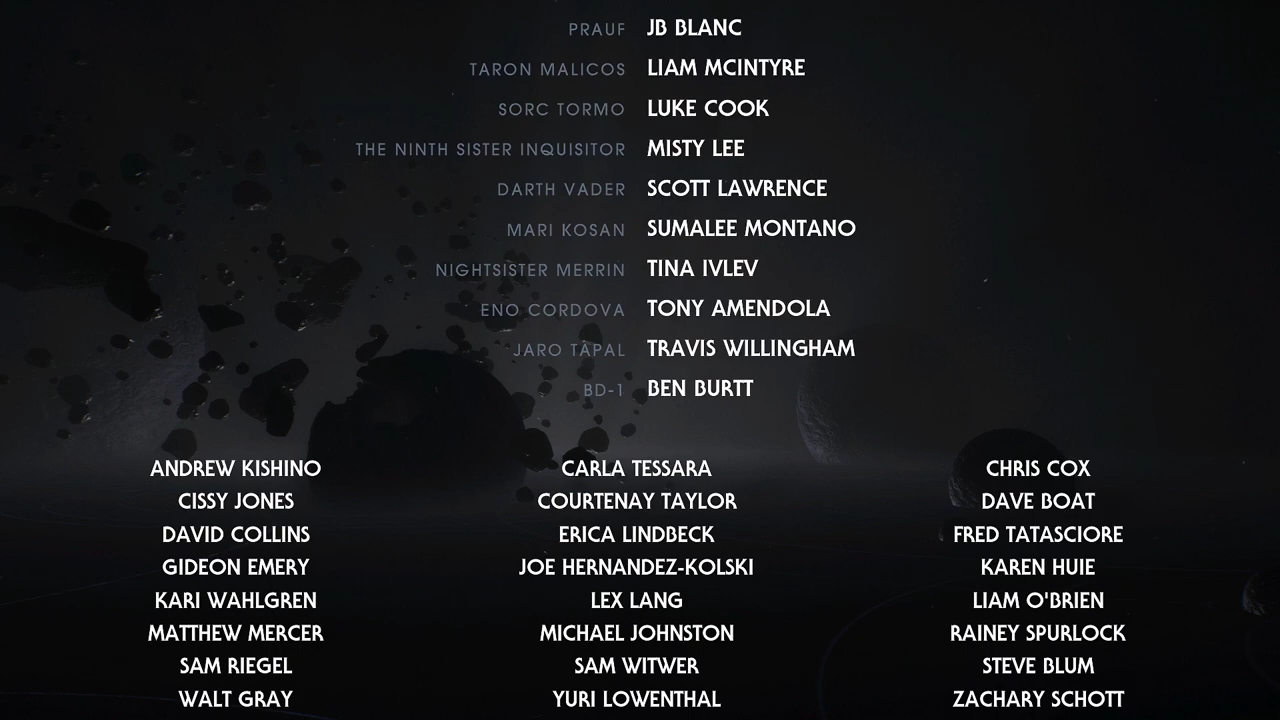 PRAUF JB BLANC
TARON MALICOS LIAM MCINTYRE
SORC TORMO LUKE COOK
THE NINTH SISTER INQUISITOR MISTY LEE
DARTH VADER SCOTT LAWRENCE
MARI KOSAN SUMALEE MONTANO
NIGHTSISTER MERRIN TINA IVLEV
ENO CORDOVA TONY AMENDOLA
JARO TAPAL TRAVIS WILLINGHAM
BD-1 BEN BURTT
ANDREW KISHINO CARLA TESSARA CHRIS COX
CISSY JONES COURTENAY TAYLOR DAVE BOAT
DAVID COLLINS ERICA LINDBECK FRED TATASCIORE
GIDEON EMERY JOE HERNANDEZ-KOLSKI KAREN HUIE
KARI WAHLGREN LEX LANG LIAM O'BRIEN
MATTHEW MERCER MICHAEL JOHNSTON RAINEY SPURLOCK
SAM RIEGEL SAM WITWER STEVE BLUM
WALT GRAY YURI LOWENTHAL ZACHARY SCHOTT